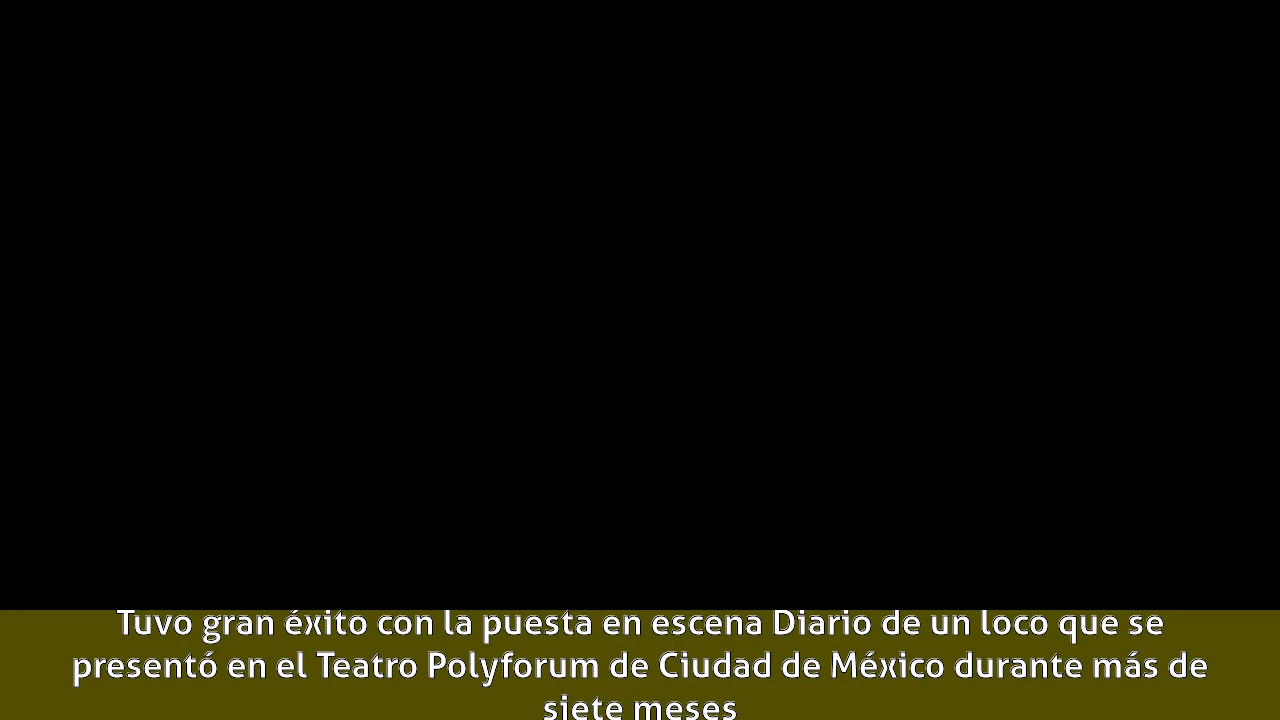 Tuvo gran éxito con la puesta en escena Diario de un loco que se
presentó en el Teatro Polyforum de Ciudad de México durante más de
siete meses